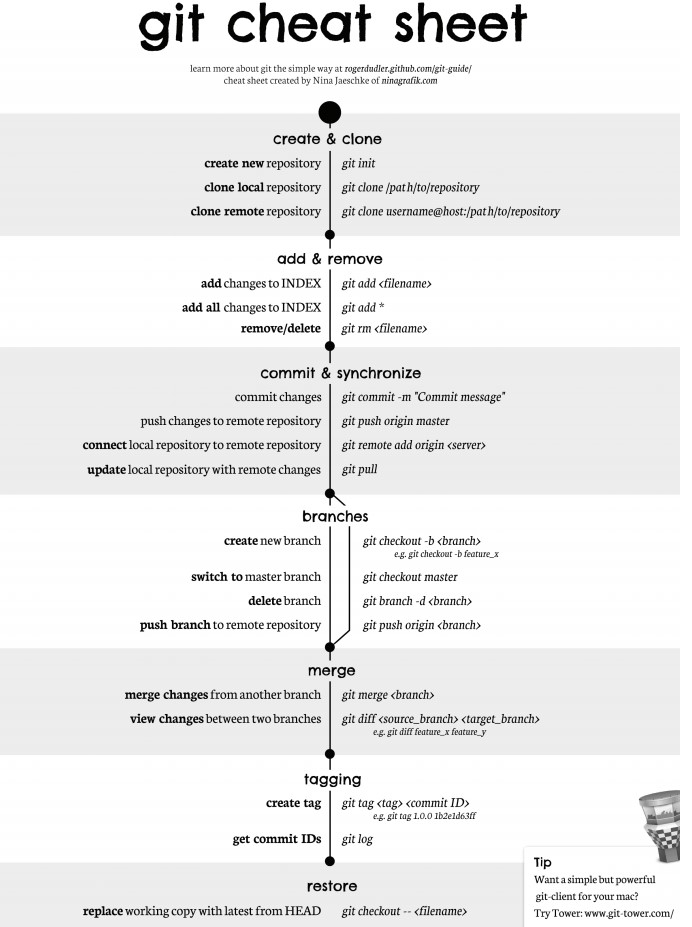 git cheat sheet
learn more about git the simple way at rogerdudler.github.com/git-guide/
cheat sheet created by Nina Jaeschke of ninagrafik.com
create & clone
create new repository git init
clone local repository git clone /path/to/repository
clone remote repository git clone username@host:/path/to/repository
add & remove
add changes to INDEX git add <filename>
add all changes to INDEX git add *
remove/delete git rm <filename>
commit & synchronize
commit changes git commit -m "Commit message"
push changes to remote repository git push origin master
connect local repository to remote repository git remote add origin <server>
update local repository with remote changes git pull
branches
create new branch git checkout -b <branch>
e.g. git checkout -b feature_x
switch to master branch git checkout master
delete branch git branch -d <branch>
push branch to remote repository git push origin <branch>
merge
merge changes from another branch git merge <branch>
view changes between two branches git diff <source_branch> <target_branch>
e.g. git diff feature_x feature_y
tagging
create tag git tag <tag> <commit ID>
e.g. git tag 1.0.0 1b2e1d63ff
get commit IDs git log
restore
replace working copy with latest from HEAD git checkout -- <filename>
Tip
Want a simple but powerful
git-client for your mac?
Try Tower: www.git-tower.com/